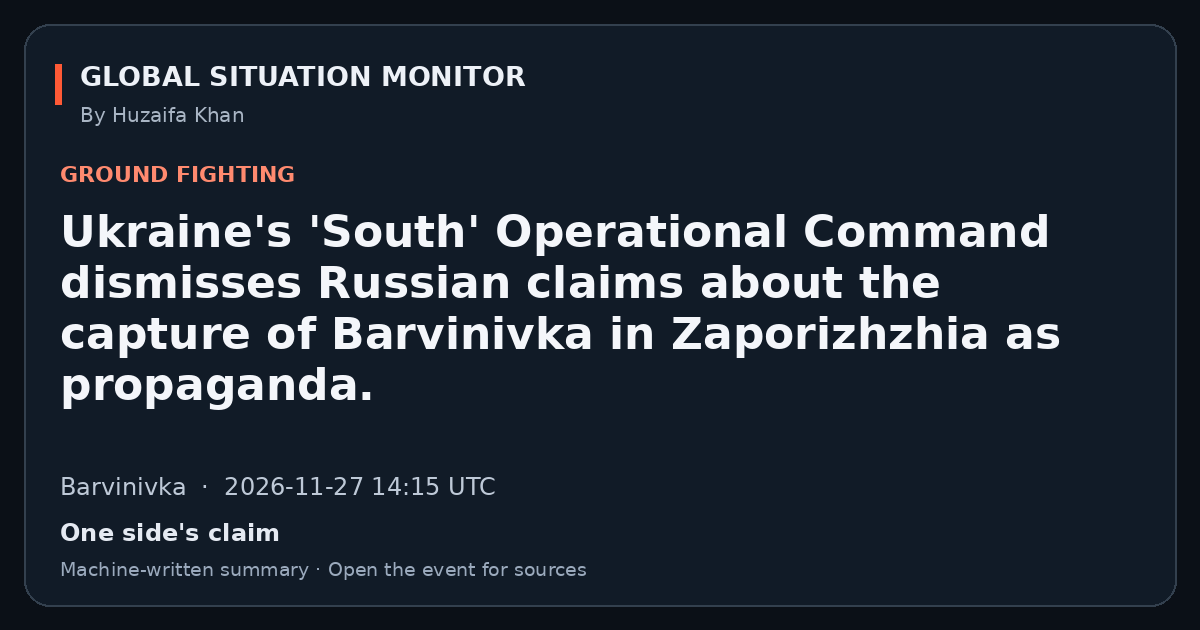 GLOBAL SITUATION MONITOR
By Huzaifa Khan
GROUND FIGHTING
Ukraine's 'South' Operational Command
dismisses Russian claims about the
capture of Barvinivka in Zaporizhzhia as
propaganda.
Barvinivka · 2026-11-27 14:15 UTC
One side's claim
Machine-written summary · Open the event for sources